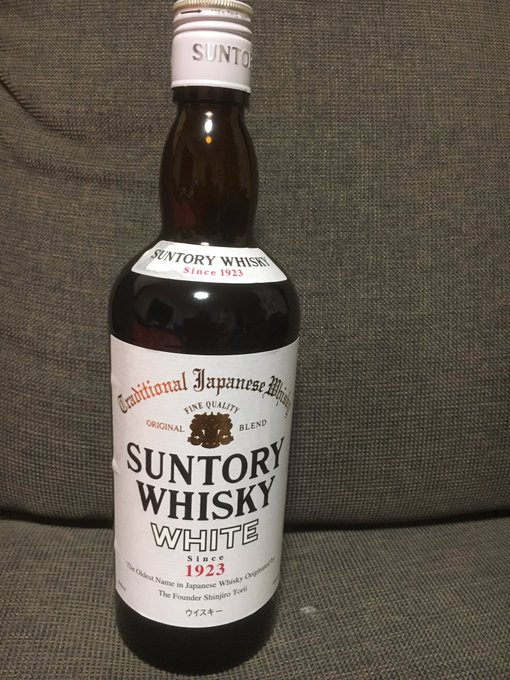 SUNTO
SUNTORY WHISKY
Since 1923
Traditional Japanese Whisky
FINE QUALITY
ORIGINAL BLEND
SUNTORY
WHISKY
WHITE
Since
1923
The Oldest Name in Japanese Whisky Originated by
The Founder Shinjiro Torii
ウイスキー